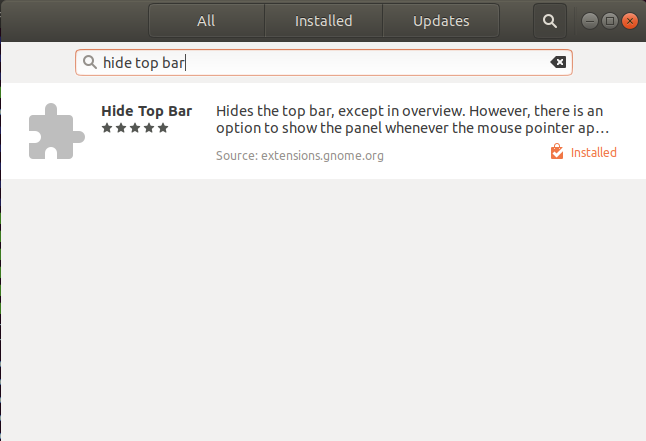 All Installed Updates
hide top bar
Hide Top Bar
Hides the top bar, except in overview. However, there is an
option to show the panel whenever the mouse pointer ap…
Source: extensions.gnome.org
Installed